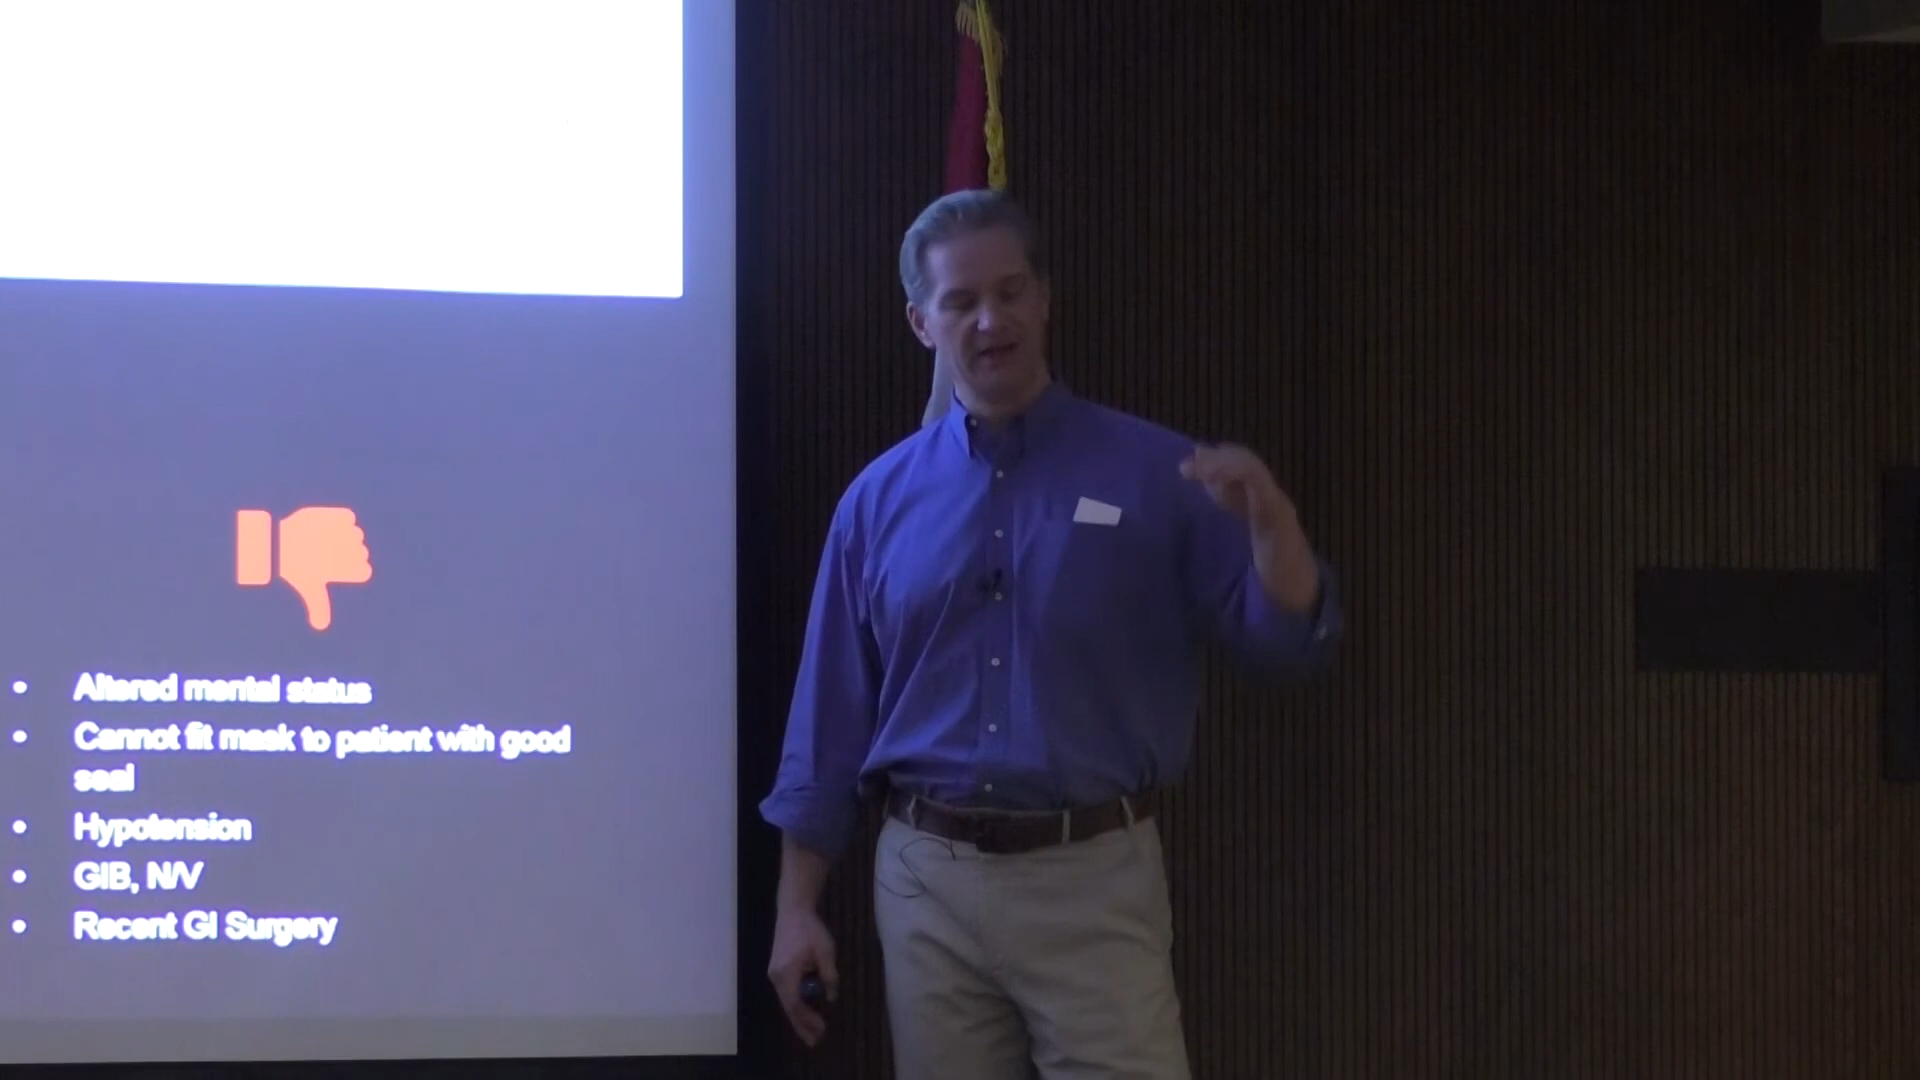 • Altered mental status
• Cannot fit mask to patient with good
seal
• Hypotension
• GIB, N/V
• Recent GI Surgery